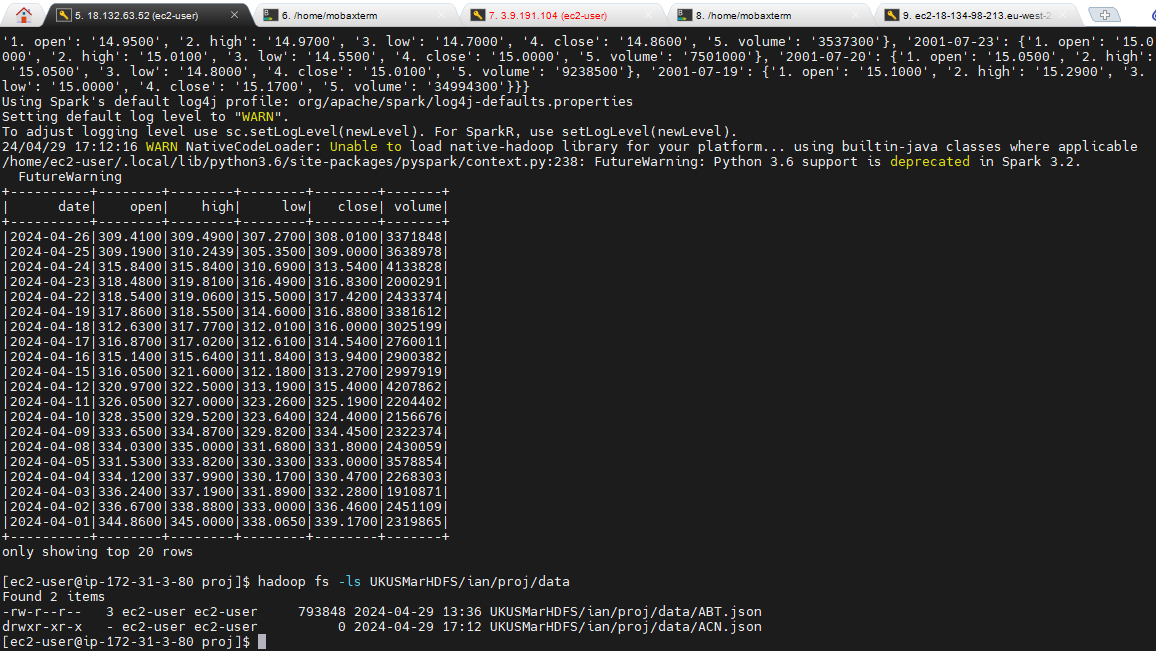 5. 18.132.63.52 (ec2-user)
6. /home/mobaxterm
7. 3.9.191.104 (ec2-user)
8. /home/mobaxterm
9. ec2-18-134-98-213.eu-west-2
'1. open': '14.9500', '2. high': '14.9700', '3. low': '14.7000', '4. close': '14.8600', '5. volume': '3537300'}, '2001-07-23': {'1. open': '15.0
000', '2. high': '15.0100', '3. low': '14.5500', '4. close': '15.0000', '5. volume': '7501000'}, '2001-07-20': {'1. open': '15.0500', '2. high':
 '15.0500', '3. low': '14.8000', '4. close': '15.0100', '5. volume': '9238500'}, '2001-07-19': {'1. open': '15.1000', '2. high': '15.2900', '3. 
low': '15.0000', '4. close': '15.1700', '5. volume': '34994300'}}}
Using Spark's default log4j profile: org/apache/spark/log4j-defaults.properties
Setting default log level to "WARN".
To adjust logging level use sc.setLogLevel(newLevel). For SparkR, use setLogLevel(newLevel).
24/04/29 17:12:16 WARN NativeCodeLoader: Unable to load native-hadoop library for your platform... using builtin-java classes where applicable
/home/ec2-user/.local/lib/python3.6/site-packages/pyspark/context.py:238: FutureWarning: Python 3.6 support is deprecated in Spark 3.2.
  FutureWarning
+----------+--------+--------+--------+--------+-------+
|      date|    open|    high|     low|   close| volume|
+----------+--------+--------+--------+--------+-------+
|2024-04-26|309.4100|309.4900|307.2700|308.0100|3371848|
|2024-04-25|309.1900|310.2439|305.3500|309.0000|3638978|
|2024-04-24|315.8400|315.8400|310.6900|313.5400|4133828|
|2024-04-23|318.4800|319.8100|316.4900|316.8300|2000291|
|2024-04-22|318.5400|319.0600|315.5000|317.4200|2433374|
|2024-04-19|317.8600|318.5500|314.6000|316.8800|3381612|
|2024-04-18|312.6300|317.7700|312.0100|316.0000|3025199|
|2024-04-17|316.8700|317.0200|312.6100|314.5400|2760011|
|2024-04-16|315.1400|315.6400|311.8400|313.9400|2900382|
|2024-04-15|316.0500|321.6000|312.1800|313.2700|2997919|
|2024-04-12|320.9700|322.5000|313.1900|315.4000|4207862|
|2024-04-11|326.0500|327.0000|323.2600|325.1900|2204402|
|2024-04-10|328.3500|329.5200|323.6400|324.4000|2156676|
|2024-04-09|333.6500|334.8700|329.8200|334.4500|2322374|
|2024-04-08|334.0300|335.0000|331.6800|331.8000|2430059|
|2024-04-05|331.5300|333.8200|330.3300|333.0000|3578854|
|2024-04-04|334.1200|337.9900|330.1700|330.4700|2268303|
|2024-04-03|336.2400|337.1900|331.8900|332.2800|1910871|
|2024-04-02|336.6700|338.8800|333.0000|336.4600|2451109|
|2024-04-01|344.8600|345.0000|338.0650|339.1700|2319865|
+----------+--------+--------+--------+--------+-------+
only showing top 20 rows
[ec2-user@ip-172-31-3-80 proj]$ hadoop fs -ls UKUSMarHDFS/ian/proj/data
Found 2 items
-rw-r--r--   3 ec2-user ec2-user     793848 2024-04-29 13:36 UKUSMarHDFS/ian/proj/data/ABT.json
drwxr-xr-x   - ec2-user ec2-user          0 2024-04-29 17:12 UKUSMarHDFS/ian/proj/data/ACN.json
[ec2-user@ip-172-31-3-80 proj]$